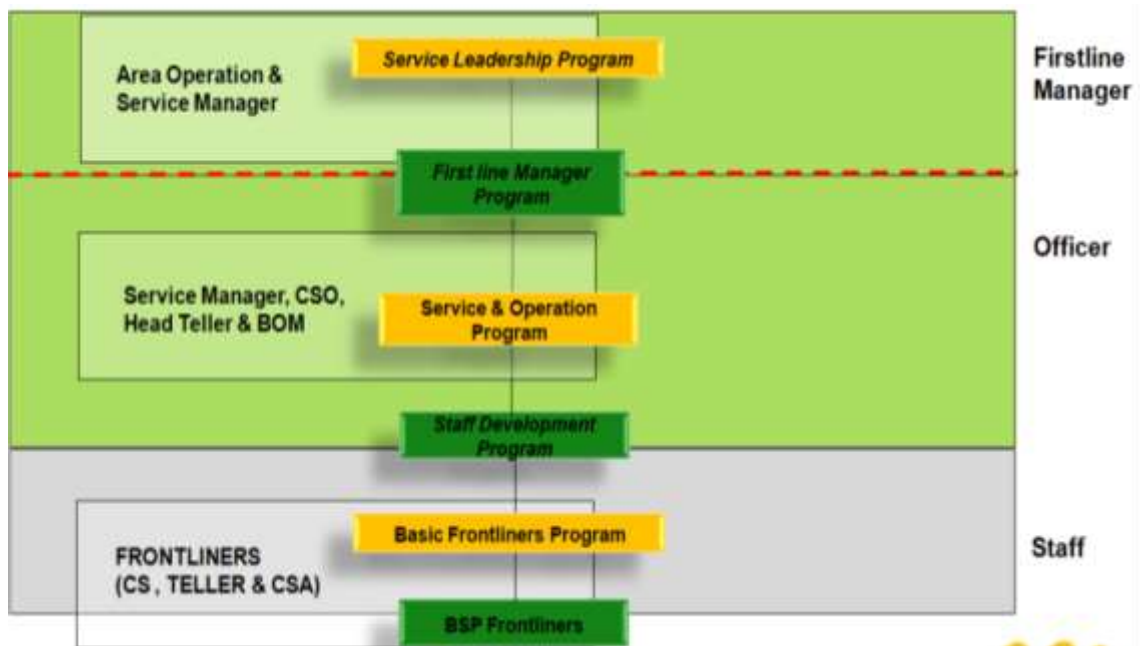 Service Leadership Program
Area Operation &
Service Manager
Firstline
Manager
First line Manager
Program
Officer
Service Manager, CSO,
Head Teller & BOM
Service & Operation
Program
Staff Development
Program
Basic Frontliners Program
Staff
FRONTLINERS
(CS , TELLER & CSA)
BSP Frontliners